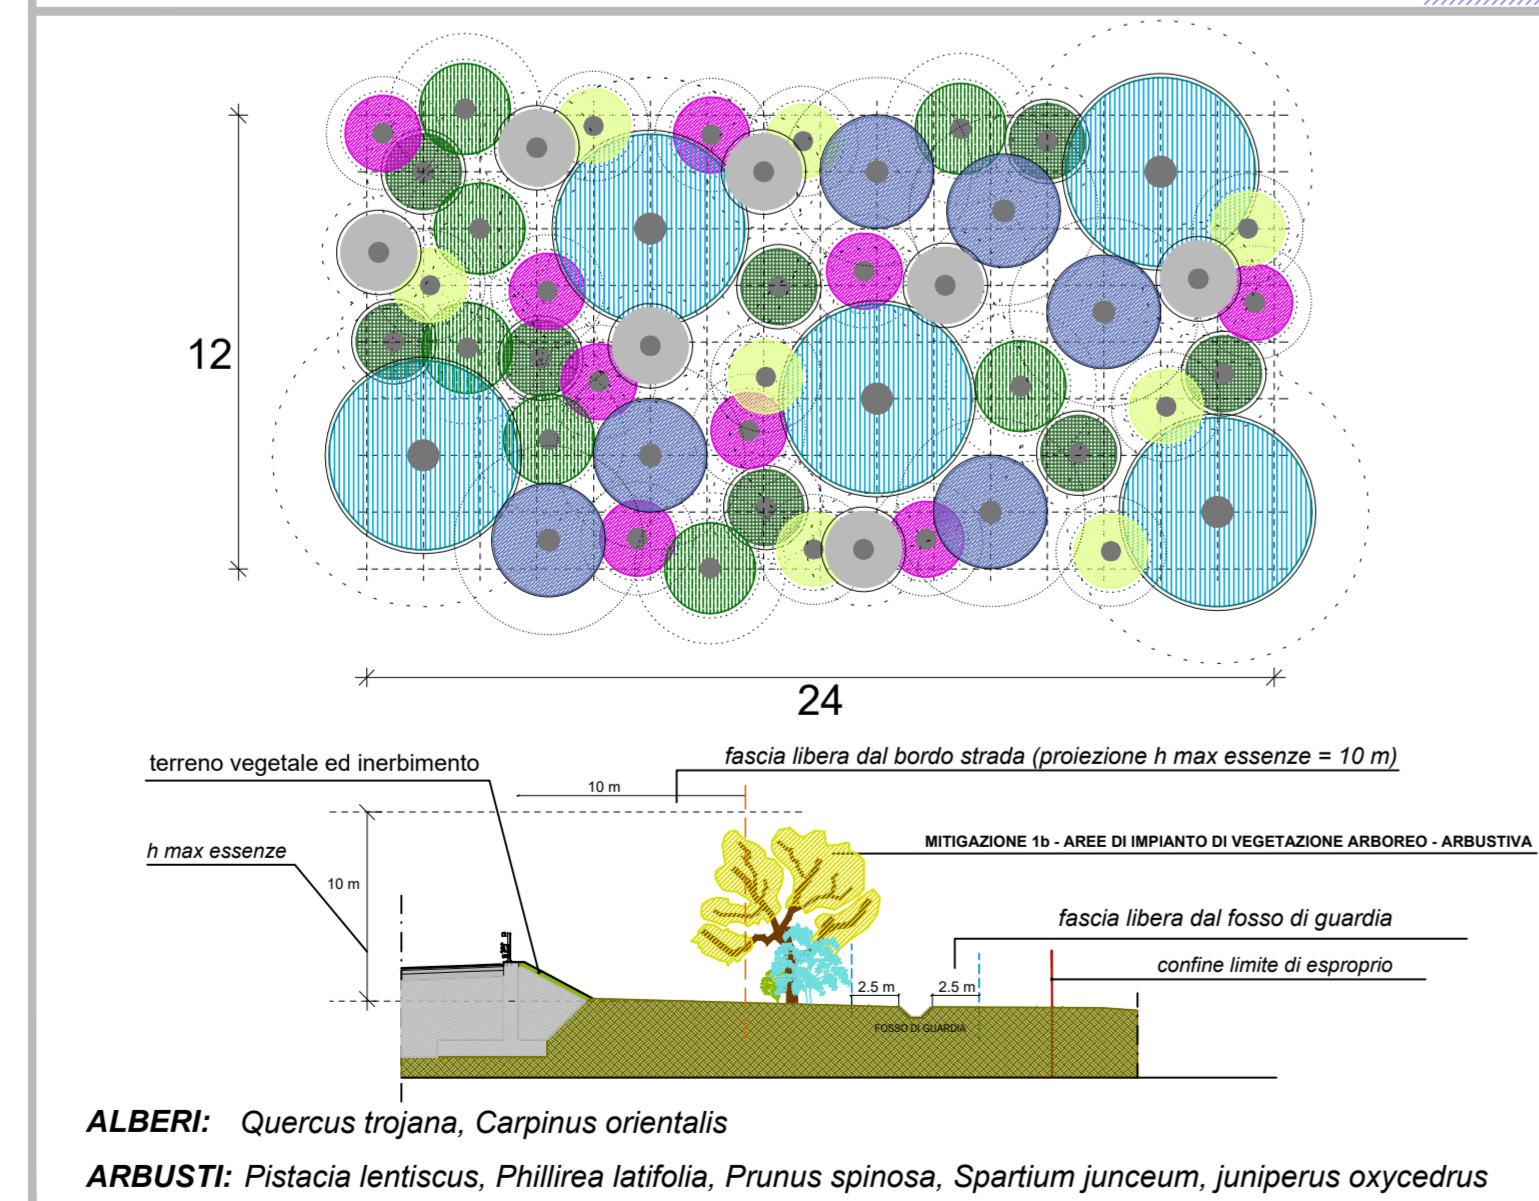 12
24
terreno vegetale ed inerbimento
fascia libera dal bordo strada (proiezione h max essenze = 10 m)
10 m
MITIGAZIONE 1b - AREE DI IMPIANTO DI VEGETAZIONE ARBOREO - ARBUSTIVA
h max essenze
10 m
fascia libera dal fosso di guardia
confine limite di esproprio
2.5 m 2.5 m
FOSSO DI GUARDIA
ALBERI: Quercus trojana, Carpinus orientalis
ARBUSTI: Pistacia lentiscus, Phillirea latifolia, Prunus spinosa, Spartium junceum, juniperus oxycedrus